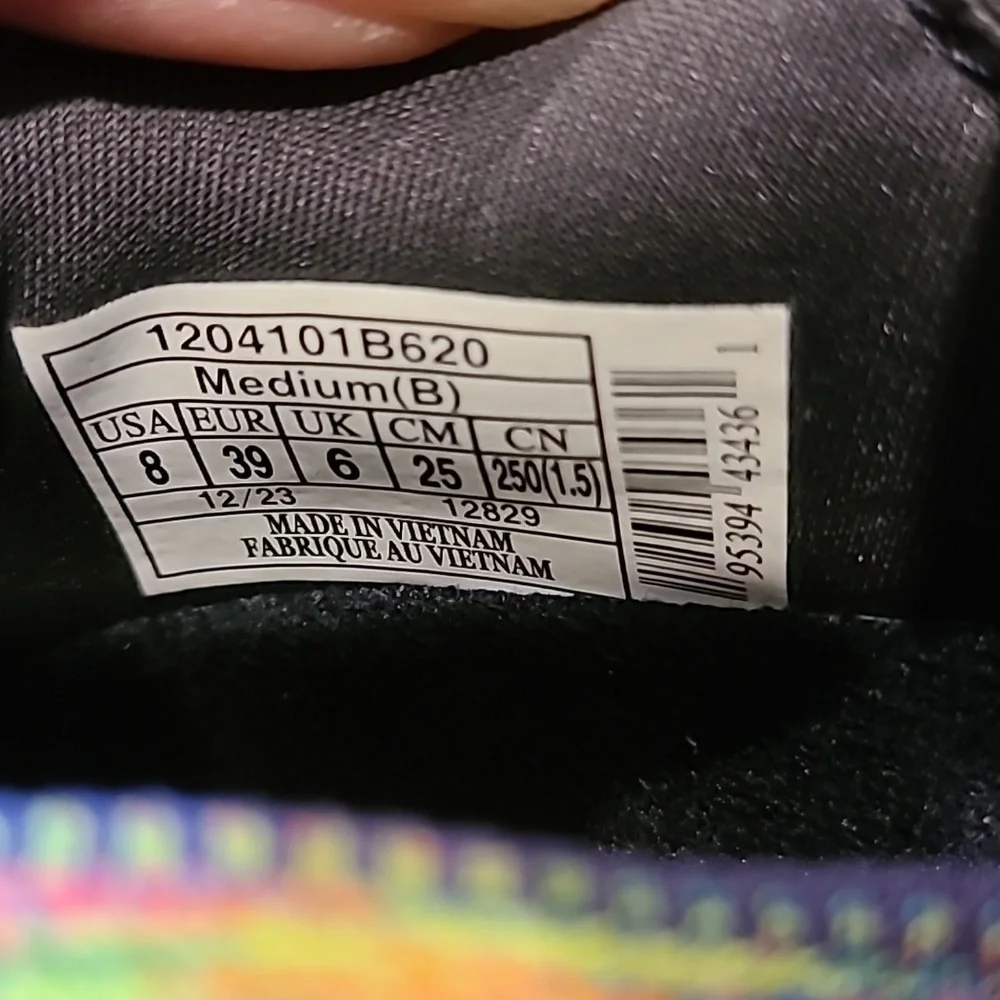 1204101B620
Medium(B)
USA EUR UK CM CN
8 39 6 25 250(1.5)
12/23 12829
MADE IN VIETNAM
FABRIQUE AU VIETNAM
95394 43436 1